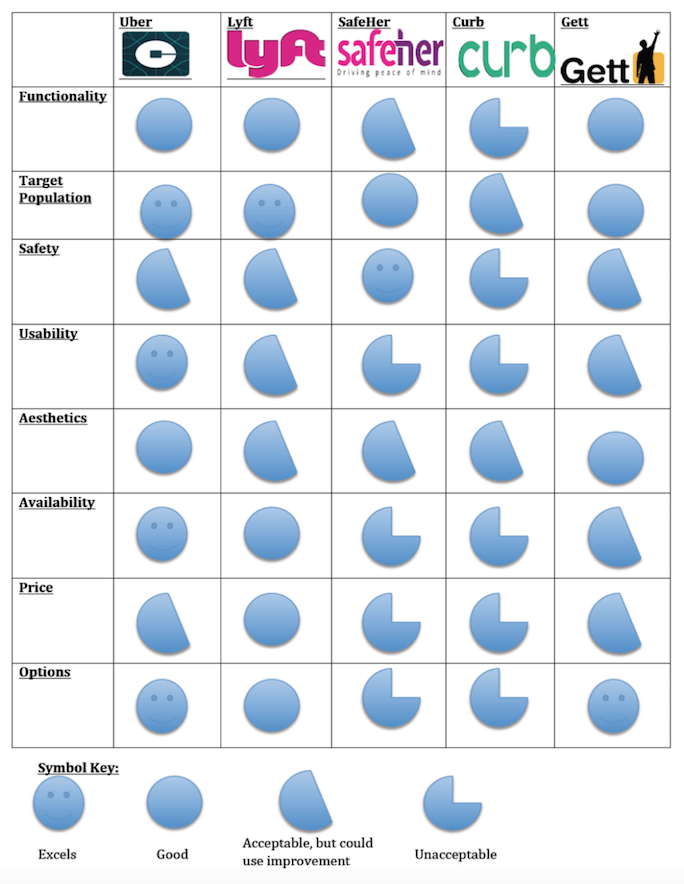 Uber
Lyft
SafeHer
Curb
Gett
lyft
safeher
Driving peace of mind
curb
Gett
Functionality
Target
Population
Safety
Usability
Aesthetics
Availability
Price
Options
Symbol Key:
Excels
Good
Acceptable, but could
use improvement
Unacceptable